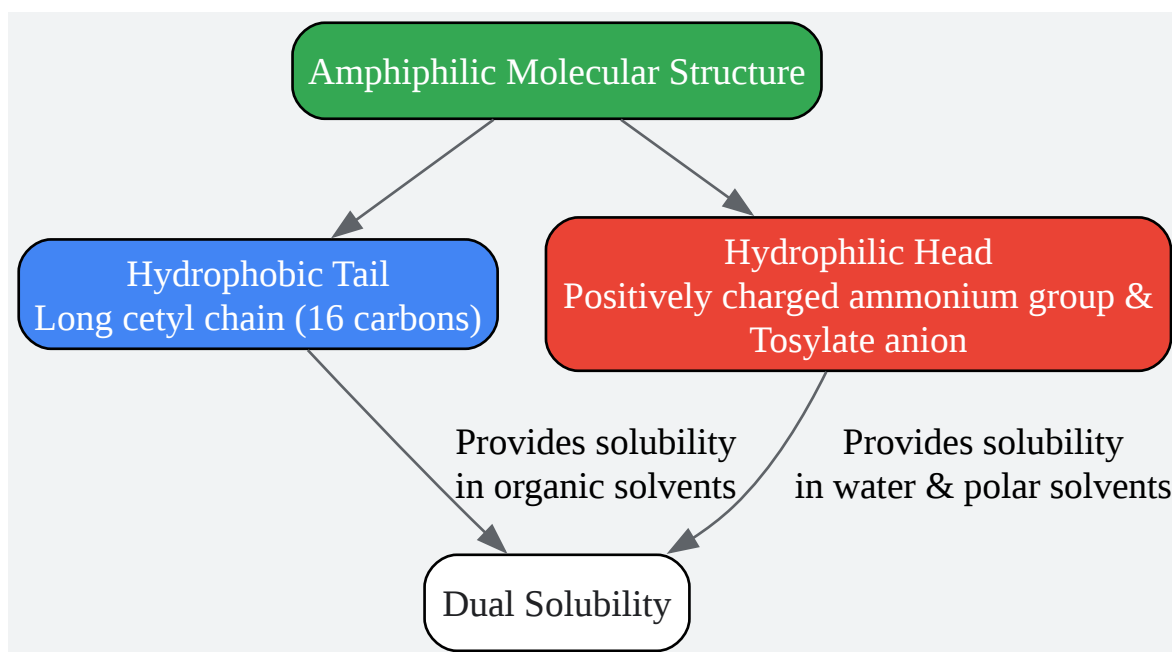 Amphiphilic Molecular Structure
Hydrophobic Tail
Long cetyl chain (16 carbons)
Hydrophilic Head
Positively charged ammonium group &
Tosylate anion
Provides solubility
in organic solvents
Provides solubility
in water & polar solvents
Dual Solubility